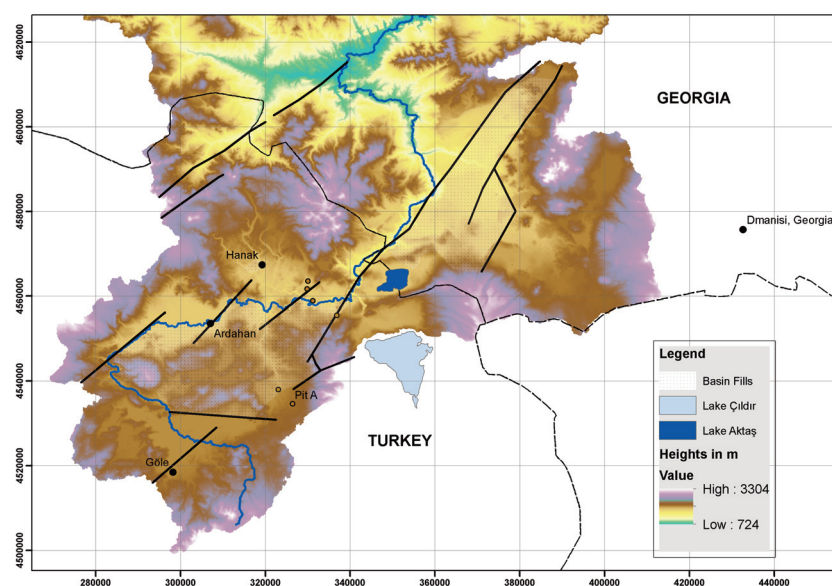 GEORGIA
Dmanisi, Georgia
Hanak
Ardahan
Pit A
Göle
TURKEY
Legend
Basin Fills
Lake Çıldır
Lake Aktaş
Heights in m
Value
High : 3304
Low : 724
4620000
4600000
4580000
4560000
4540000
4520000
4500000
280000 300000 320000 340000 360000 380000 400000 420000 440000